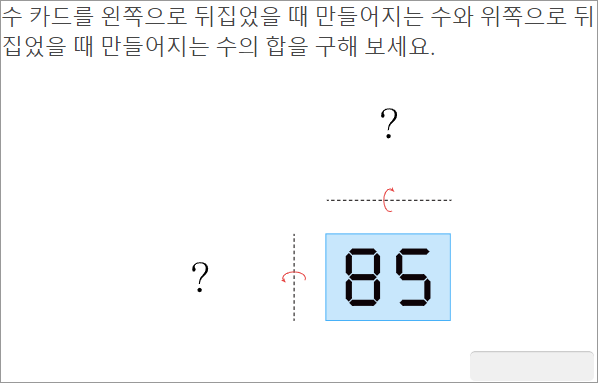 수 카드를 왼쪽으로 뒤집었을 때 만들어지는 수와 위쪽으로 뒤
집었을 때 만들어지는 수의 합을 구해 보세요.
?
?
85